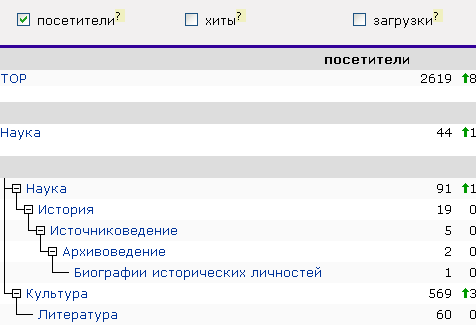 посетители? хиты? загрузки?
посетители
TOP 2619 8
Наука 44 1
Наука 91 1
История 19 0
Источниковедение 5 0
Архивоведение 2 0
Биографии исторических личностей 1 0
Культура 569 3
Литература 60 0